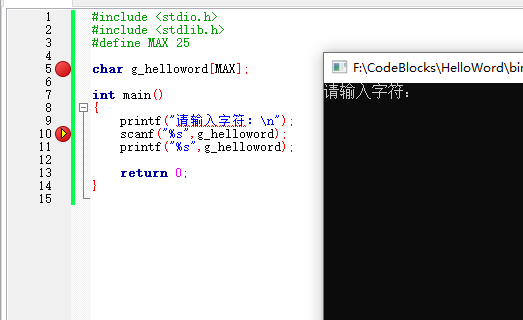 1 #include <stdio.h>
2 #include <stdlib.h>
3 #define MAX 25
4
5 char g_helloword[MAX];
6
7 int main()
8 {
9 printf("请输入字符: \n");
10 scanf("%s",g_helloword);
11 printf("%s",g_helloword);
12
13 return 0;
14 }
15
F:\CodeBlocks\HelloWord\bin
请输入字符: